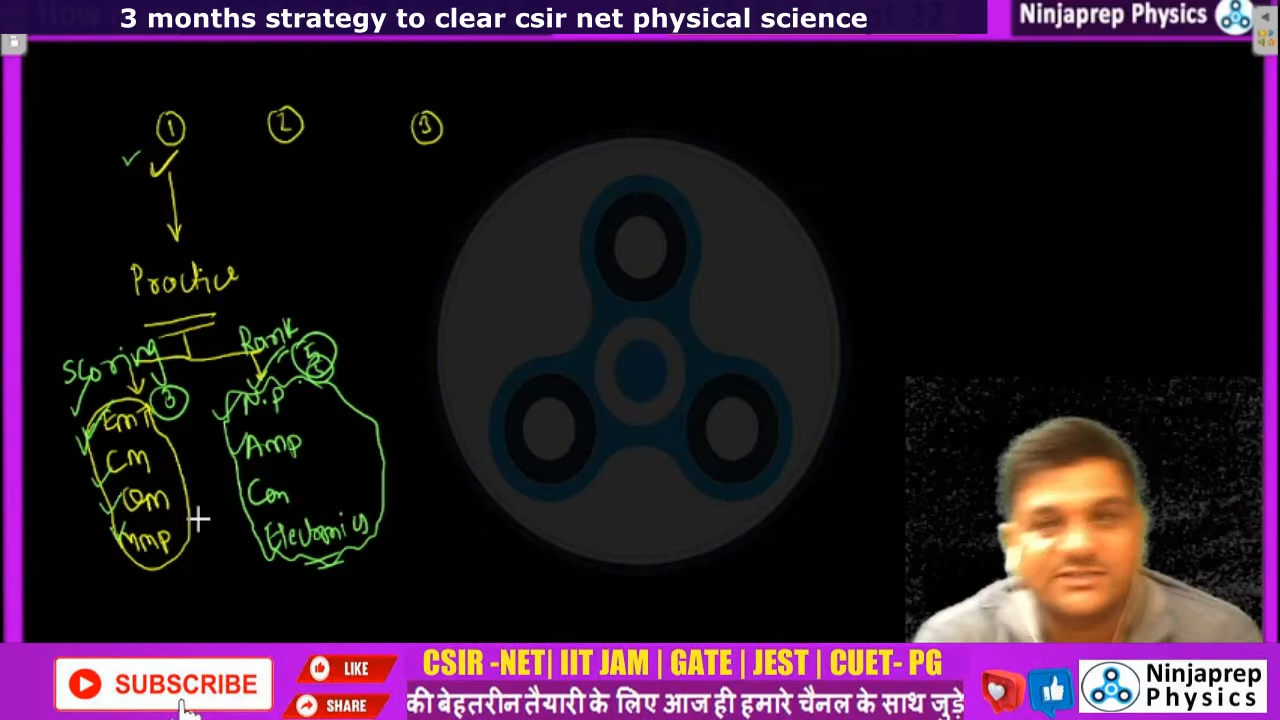 3 months strategy to clear csir net physical science
Ninjaprep Physics
1 2 3
Practice
Scoring Rank
EMT
CM
QM
MMP
N.P
AMP
Electronics
SUBSCRIBE
LIKE
SHARE
CSIR -NET| IIT JAM | GATE | JEST | CUET- PG
की बेहतरीन तैयारी के लिए आज ही हमारे चैनल के साथ जुड़े
Ninjaprep
Physics